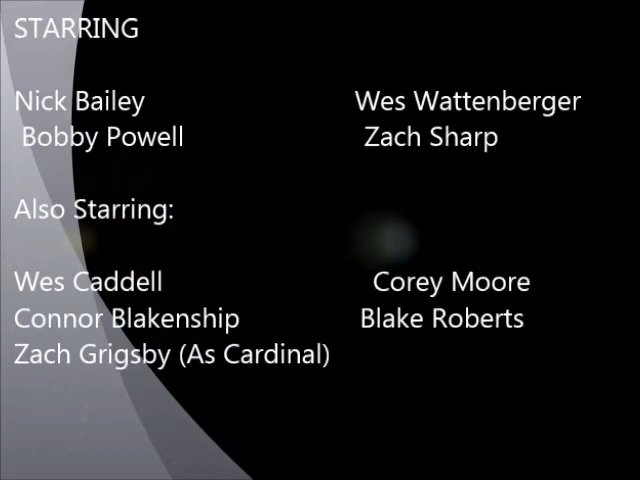 STARRING
Nick Bailey Wes Wattenberger
Bobby Powell Zach Sharp
Also Starring:
Wes Caddell Corey Moore
Connor Blakenship Blake Roberts
Zach Grigsby (As Cardinal)